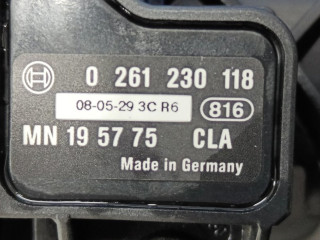 0 261 230 118
08-05-29 3C R6
816
MN 19 57 75 CLA
Made in Germany